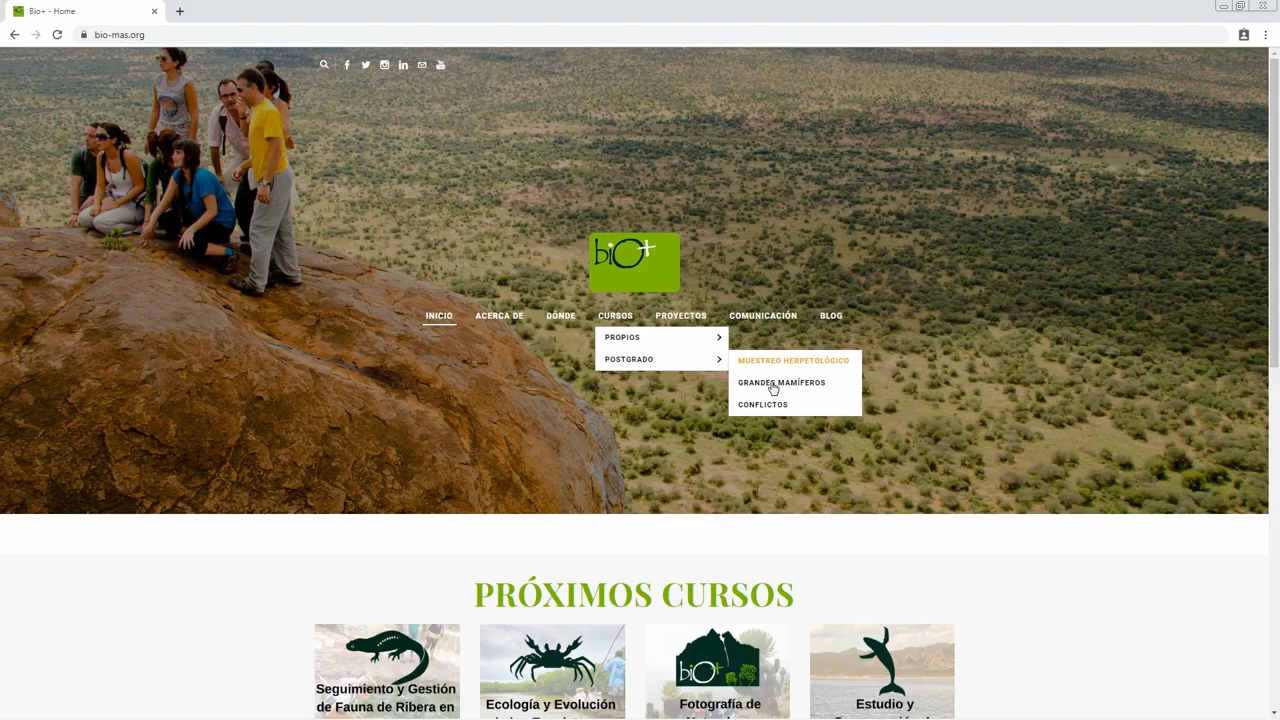 Bio+ - Home
bio-mas.org
biO+
INICIO ACERCA DE DÓNDE CURSOS PROYECTOS COMUNICACIÓN BLOG
PROPIOS
POSTGRADO
MUESTREO HERPETOLÓGICO
GRANDES MAMÍFEROS
CONFLICTOS
PRÓXIMOS CURSOS
Seguimiento y Gestión
de Fauna de Ribera en
Ecología y Evolución
biO+
Fotografía de
Estudio y